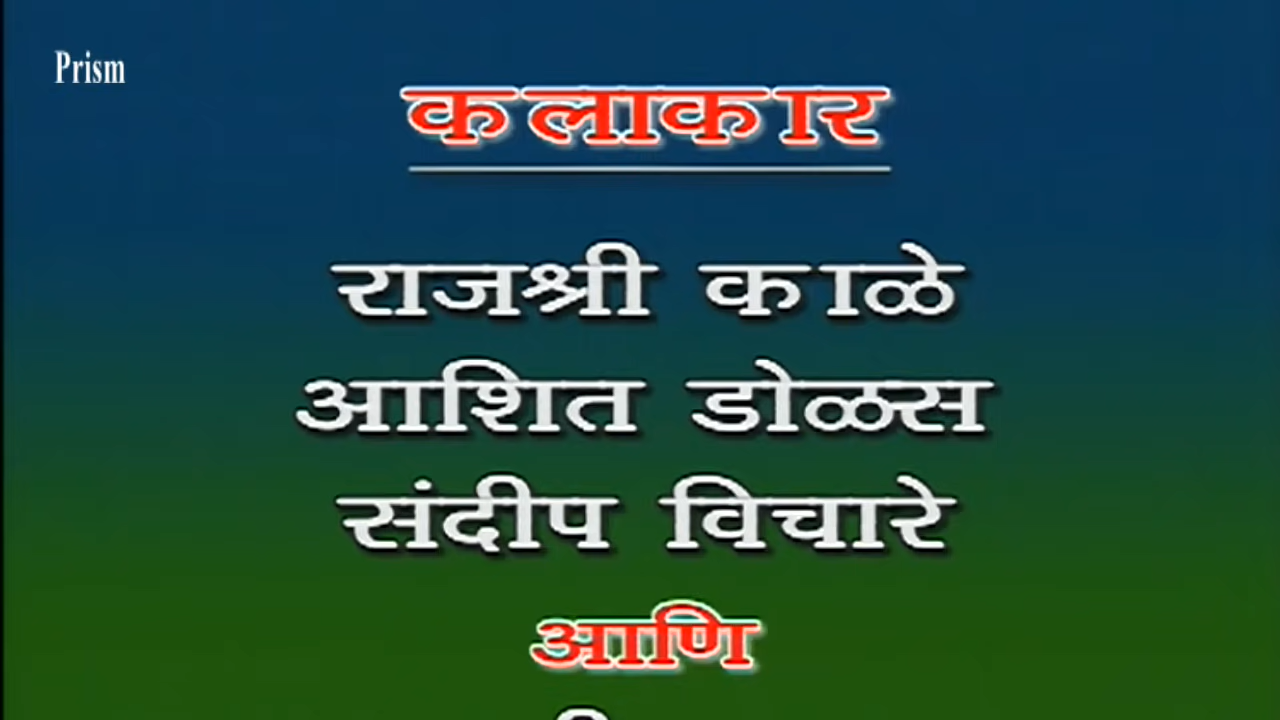 Prism
कलाकार
राजश्री काळे
आशित डोळस
संदीप विचारे
आणि